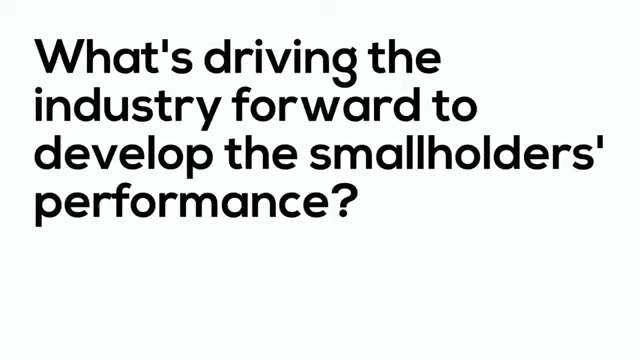 What's driving the
industry forward to
develop the smallholders'
performance?